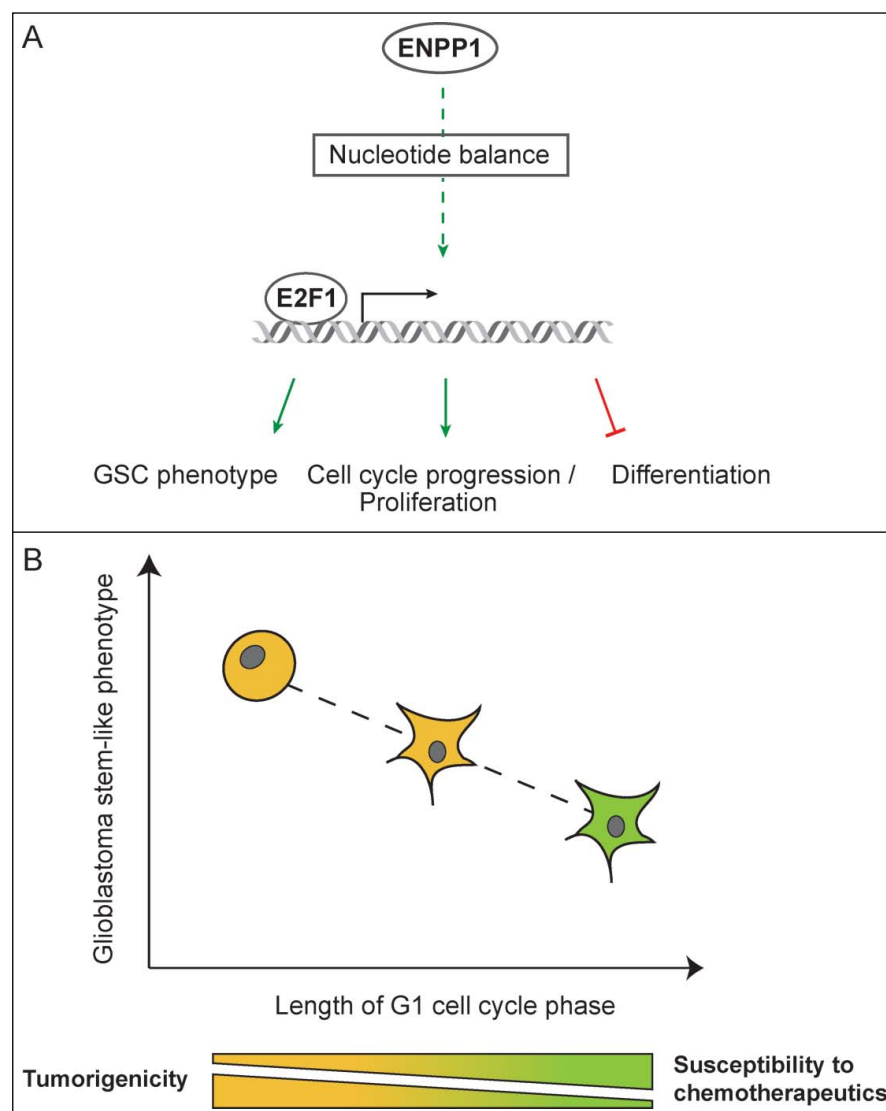 A
ENPP1
Nucleotide balance
E2F1
GSC phenotype
Cell cycle progression /
Proliferation
Differentiation
B
Glioblastoma stem-like phenotype
Length of G1 cell cycle phase
Tumorigenicity
Susceptibility to
chemotherapeutics